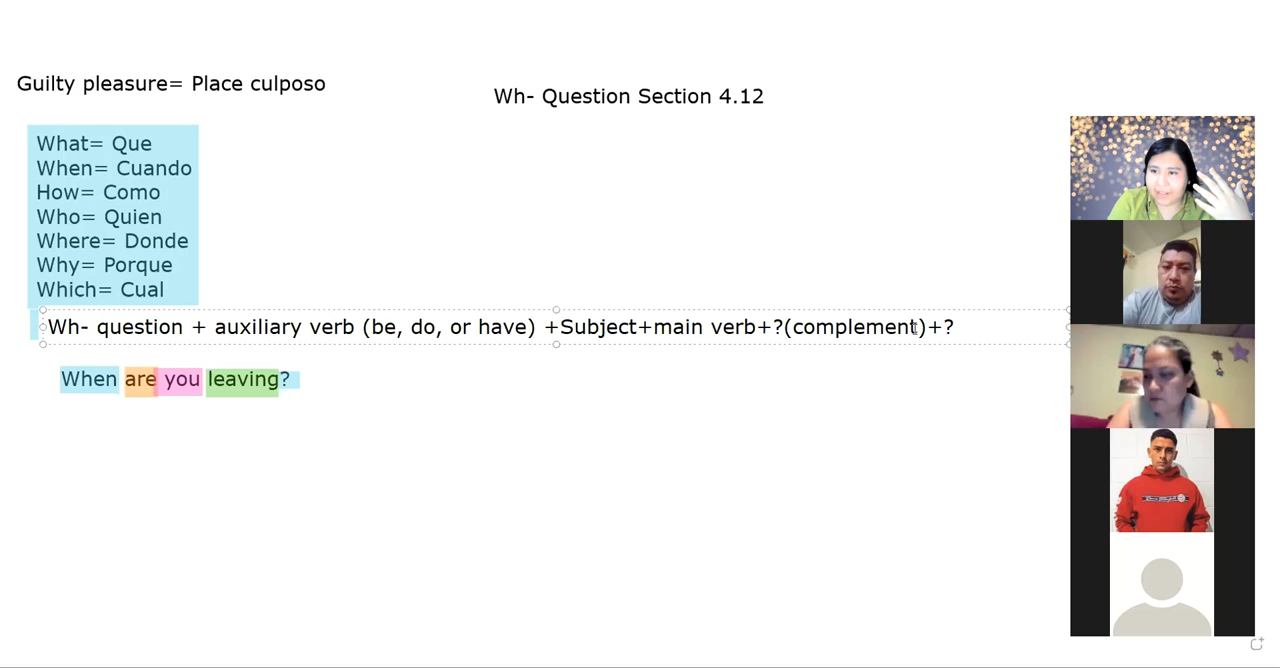 Guilty pleasure= Place culposo
Wh- Question Section 4.12
What= Que
When= Cuando
How= Como
Who= Quien
Where= Donde
Why= Porque
Which= Cual
Wh- question + auxiliary verb (be, do, or have) +Subject+main verb+?(complement)+?
When are you leaving?